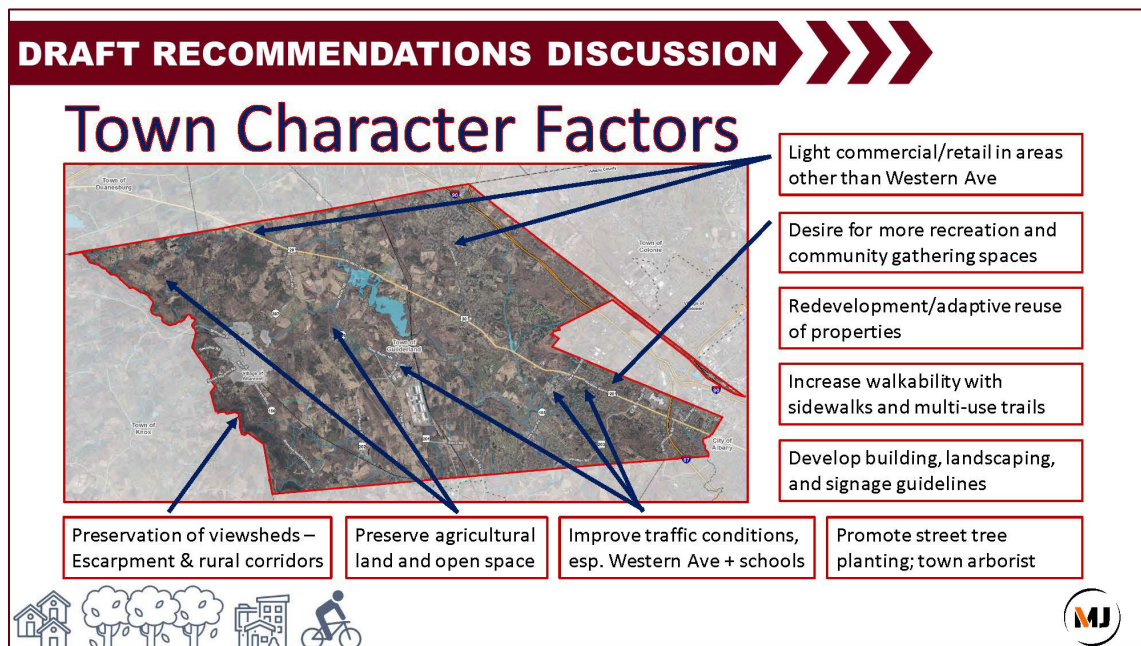 DRAFT RECOMMENDATIONS DISCUSSION
Town Character Factors
Light commercial/retail in areas
other than Western Ave
Desire for more recreation and
community gathering spaces
Redevelopment/adaptive reuse
of properties
Increase walkability with
sidewalks and multi-use trails
Develop building, landscaping,
and signage guidelines
Town of
Duanesburg
Town of
Colonie
90
20
Town of
Guilderland
Town of
Knox
City of
Albany
87
Preservation of viewsheds –
Escarpment & rural corridors
Preserve agricultural
land and open space
Improve traffic conditions,
esp. Western Ave + schools
Promote street tree
planting; town arborist
MJ